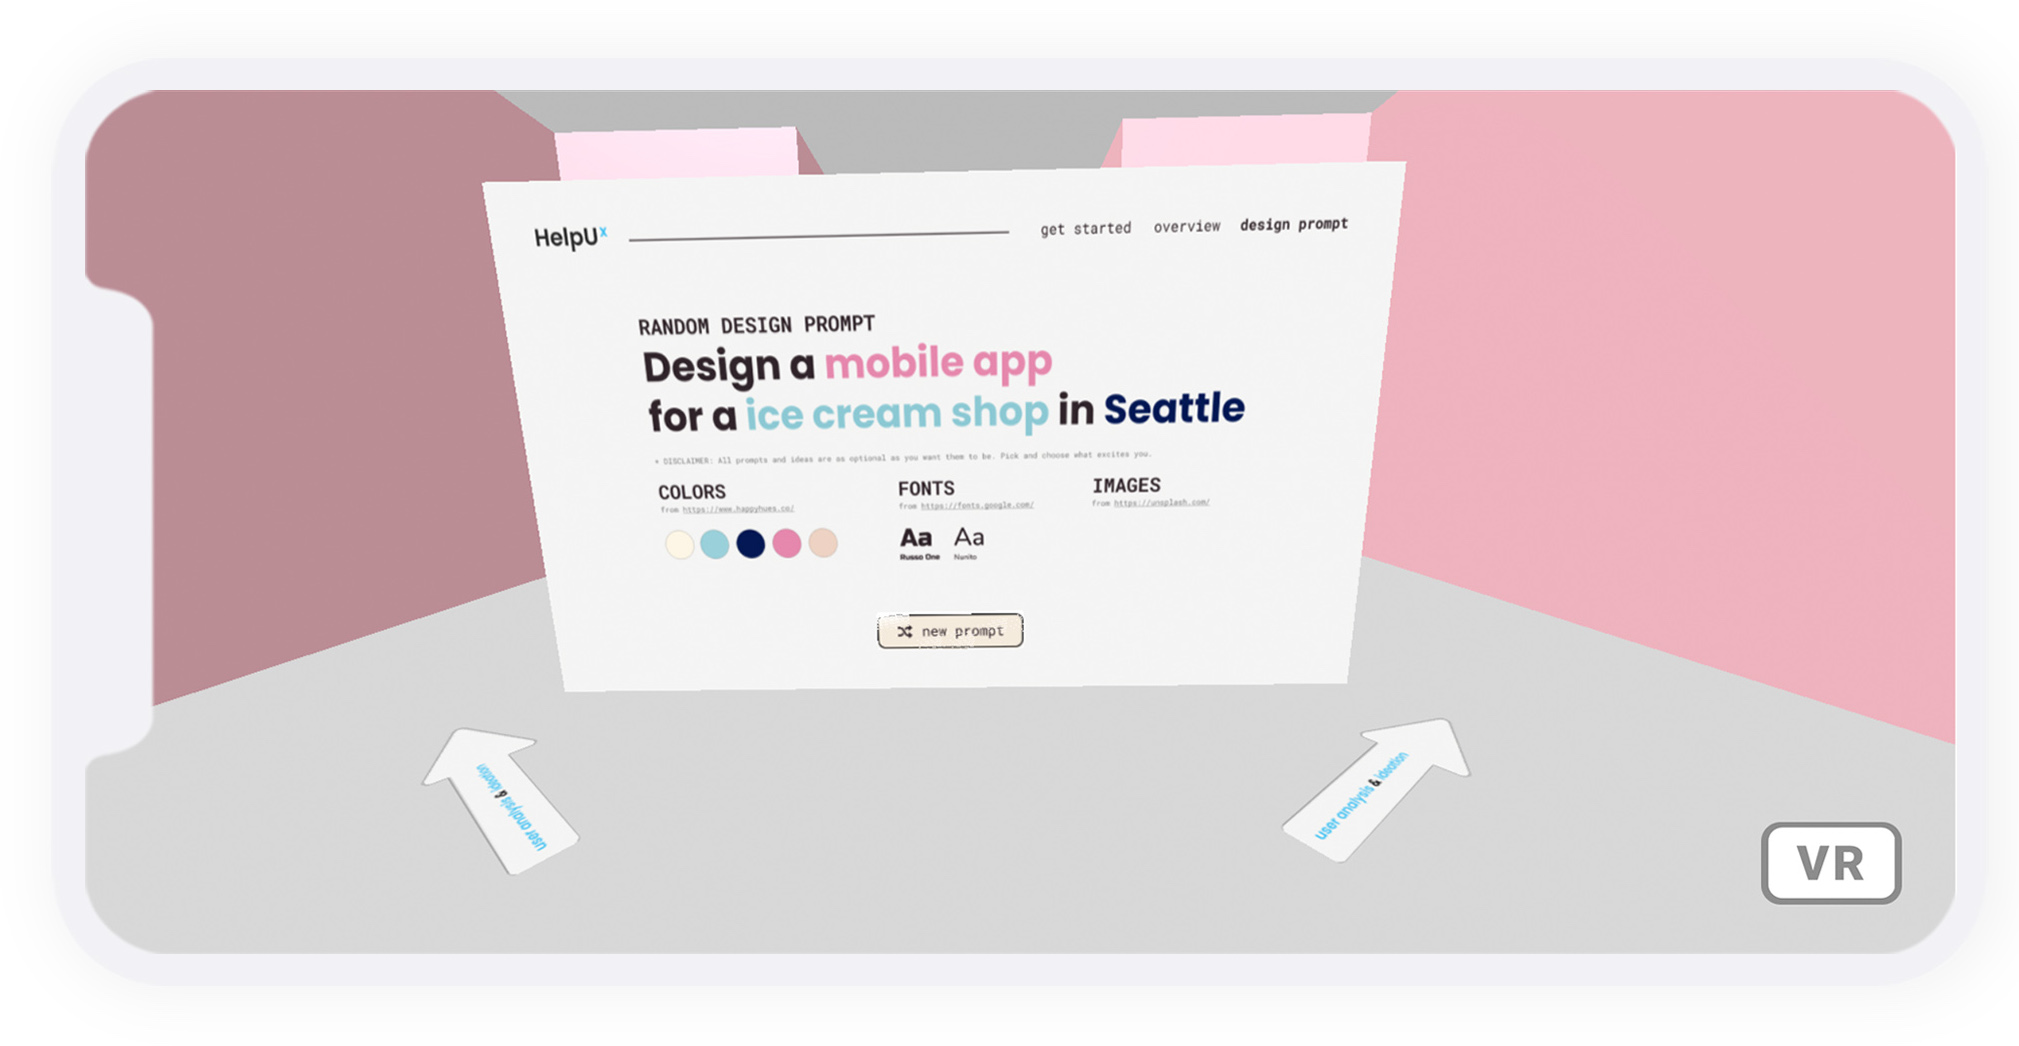 HelpUx
get started overview design prompt
RANDOM DESIGN PROMPT
Design a mobile app
for a ice cream shop in Seattle
* DISCLAIMER: All prompts and ideas are as optional as you want them to be. Pick and choose what excites you.
COLORS
from https://www.happyhues.co/
FONTS
from https://fonts.google.com/
Aa Aa
Russo One Nunito
IMAGES
from https://unsplash.com/
new prompt
user analysis & ideation
user analysis & ideation
VR